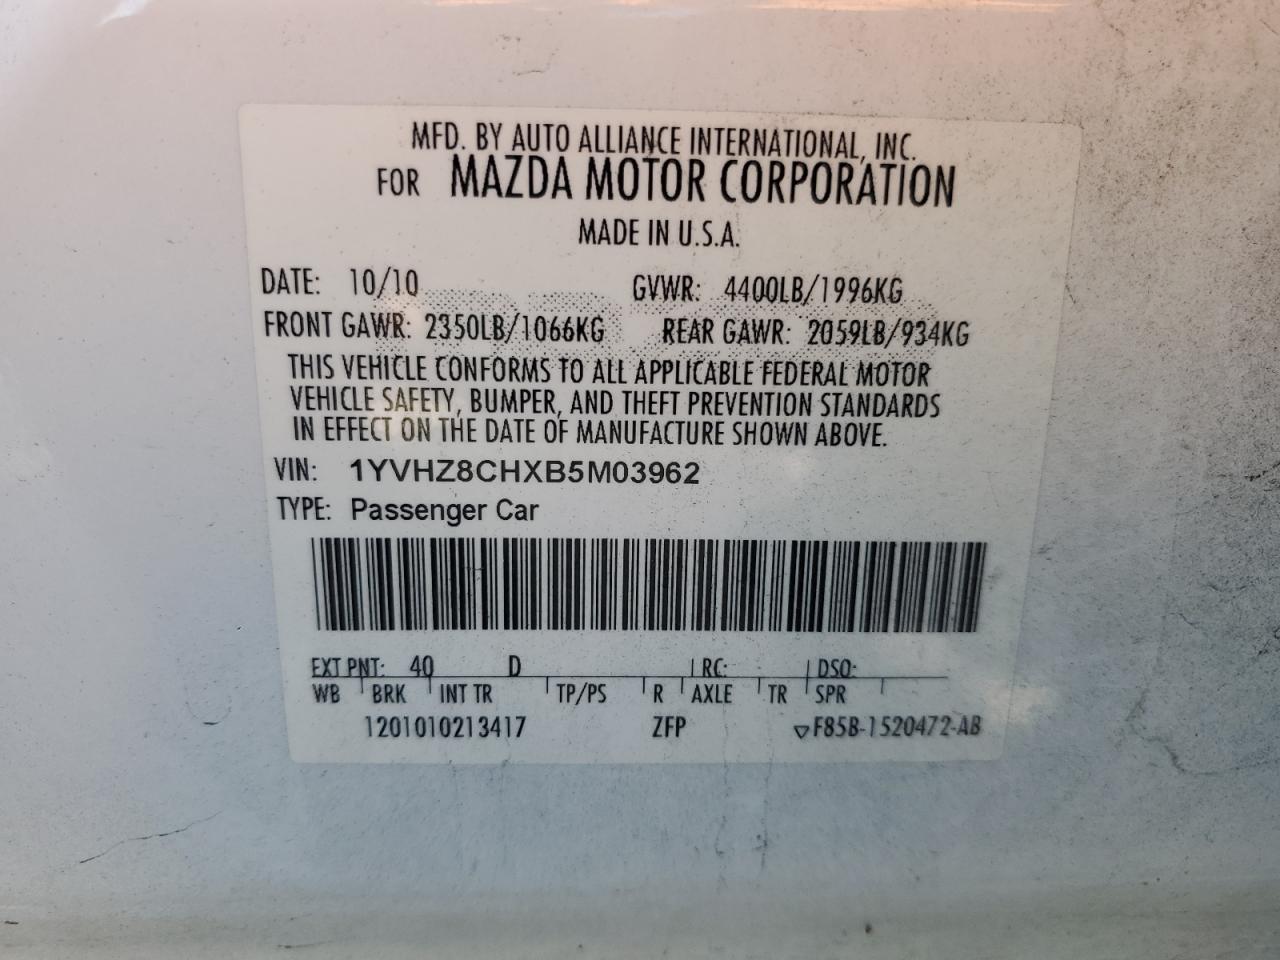 MFD. BY AUTO ALLIANCE INTERNATIONAL, INC.
FOR MAZDA MOTOR CORPORATION
MADE IN U.S.A.
DATE: 10/10 GVWR: 4400LB/1996KG
FRONT GAWR: 2350LB/1066KG REAR GAWR: 2059LB/934KG
THIS VEHICLE CONFORMS TO ALL APPLICABLE FEDERAL MOTOR
VEHICLE SAFETY, BUMPER, AND THEFT PREVENTION STANDARDS
IN EFFECT ON THE DATE OF MANUFACTURE SHOWN ABOVE.
VIN: 1YVHZ8CHXB5M03962
TYPE: Passenger Car
EXT PNT: 40 D RC: DSO:
WB BRK INT TR TP/PS R AXLE TR SPR
1201010213417 ZFP ▽F85B-1520472-AB